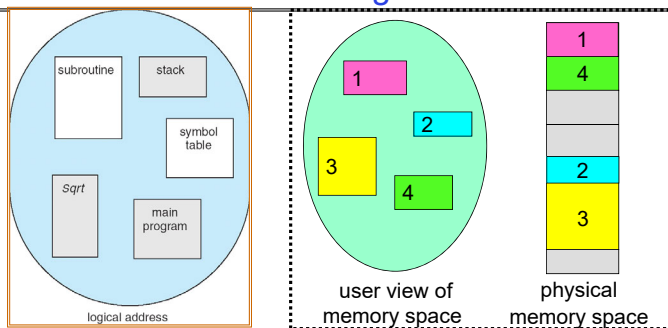 subroutine
stack
symbol
table
Sqrt
main
program
logical address
1
2
3
4
user view of
memory space
1
4
2
3
physical
memory space